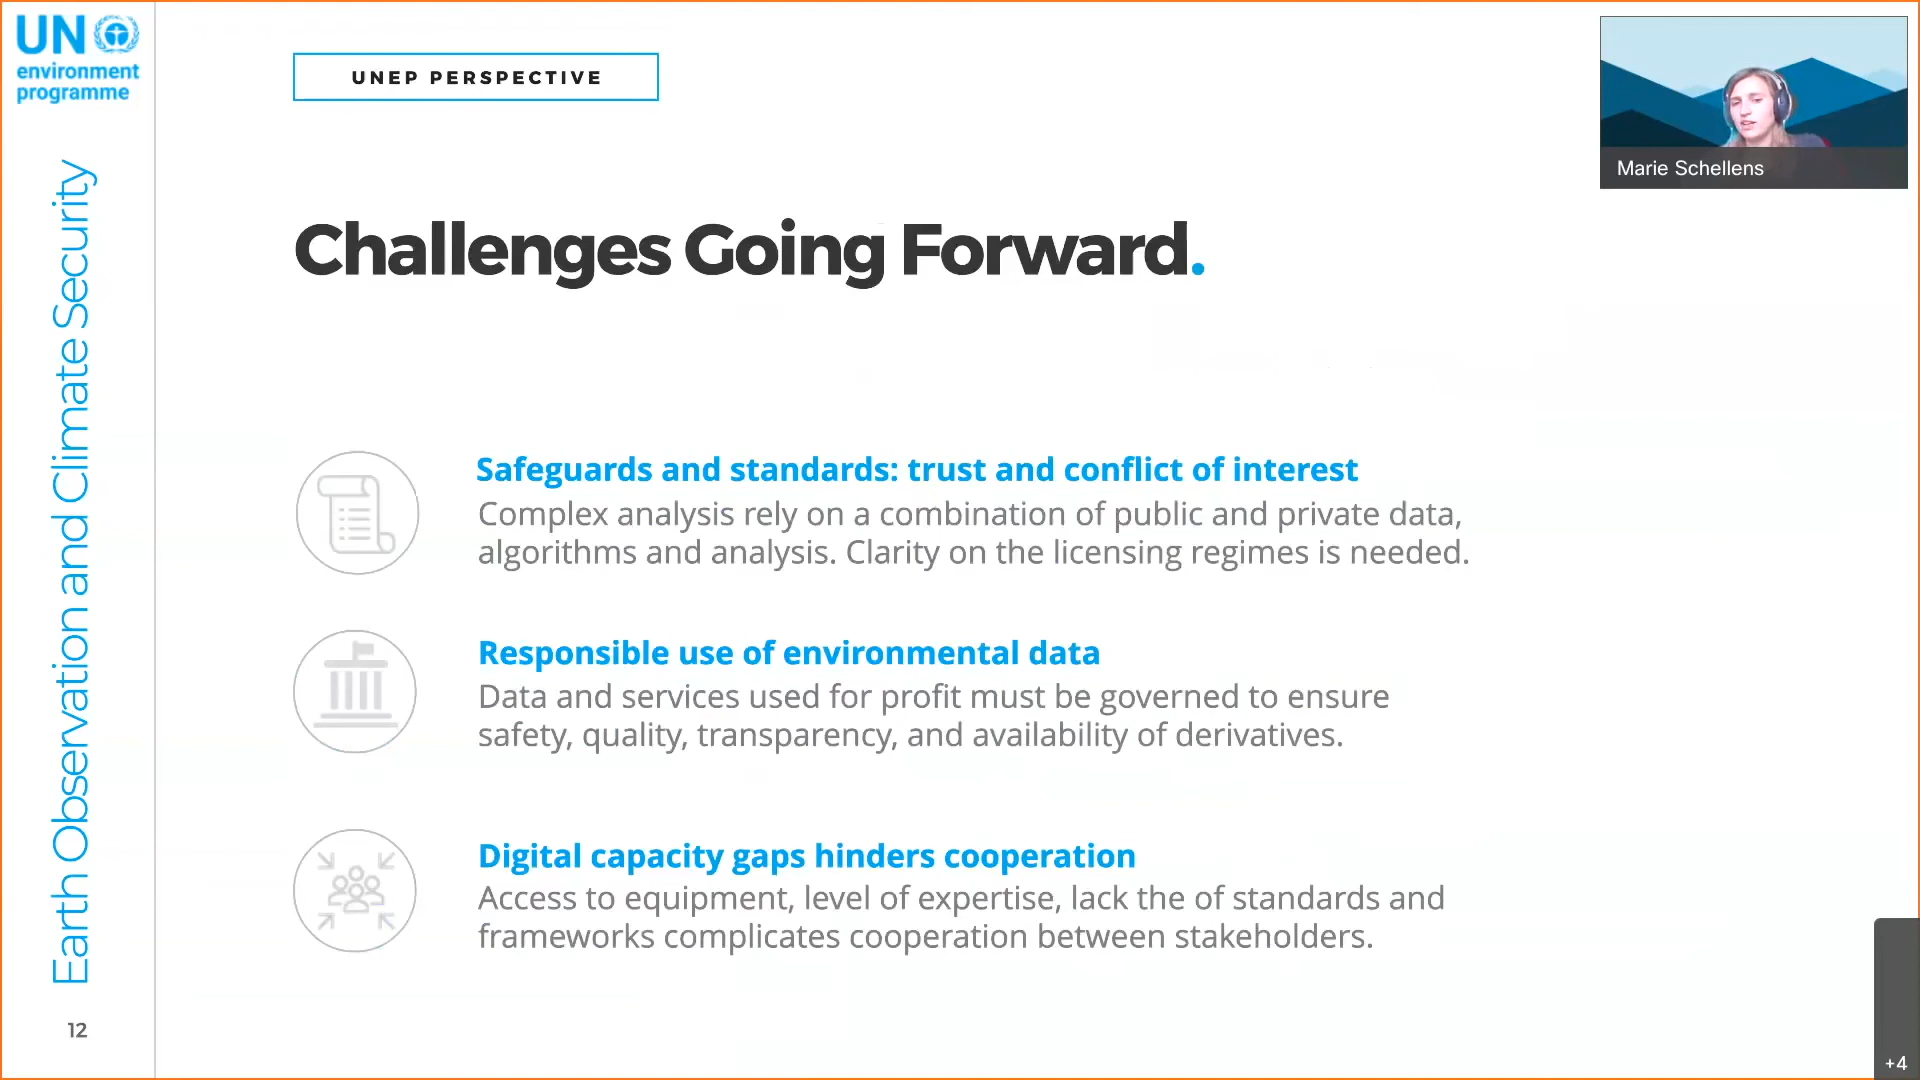 UN
environment
programme
Earth Observation and Climate Security
12
UNEP PERSPECTIVE
Challenges Going Forward.
Safeguards and standards: trust and conflict of interest
Complex analysis rely on a combination of public and private data,
algorithms and analysis. Clarity on the licensing regimes is needed.
Responsible use of environmental data
Data and services used for profit must be governed to ensure
safety, quality, transparency, and availability of derivatives.
Digital capacity gaps hinders cooperation
Access to equipment, level of expertise, lack the of standards and
frameworks complicates cooperation between stakeholders.
Marie Schellens
+4